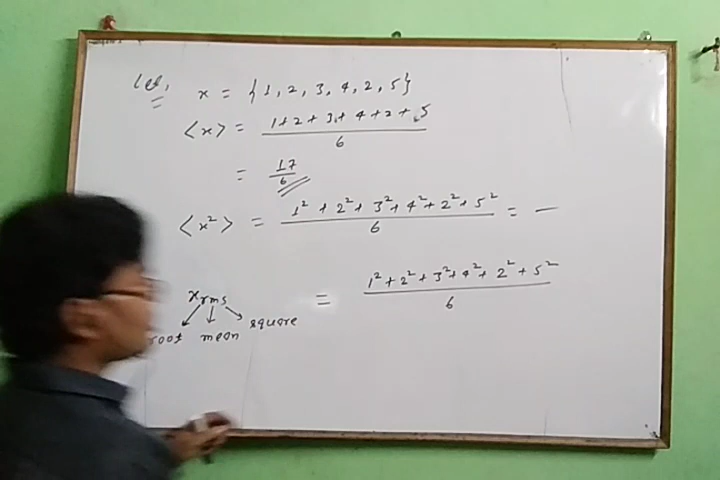 Let,
x = {1, 2, 3, 4, 2, 5}
<x> = 1+2+3+4+2+5 / 6
= 17 / 6
<x²> = 1² + 2² + 3² + 4² + 2² + 5² / 6 = —
x rms = 1² + 2² + 3² + 4² + 2² + 5² / 6
root mean square